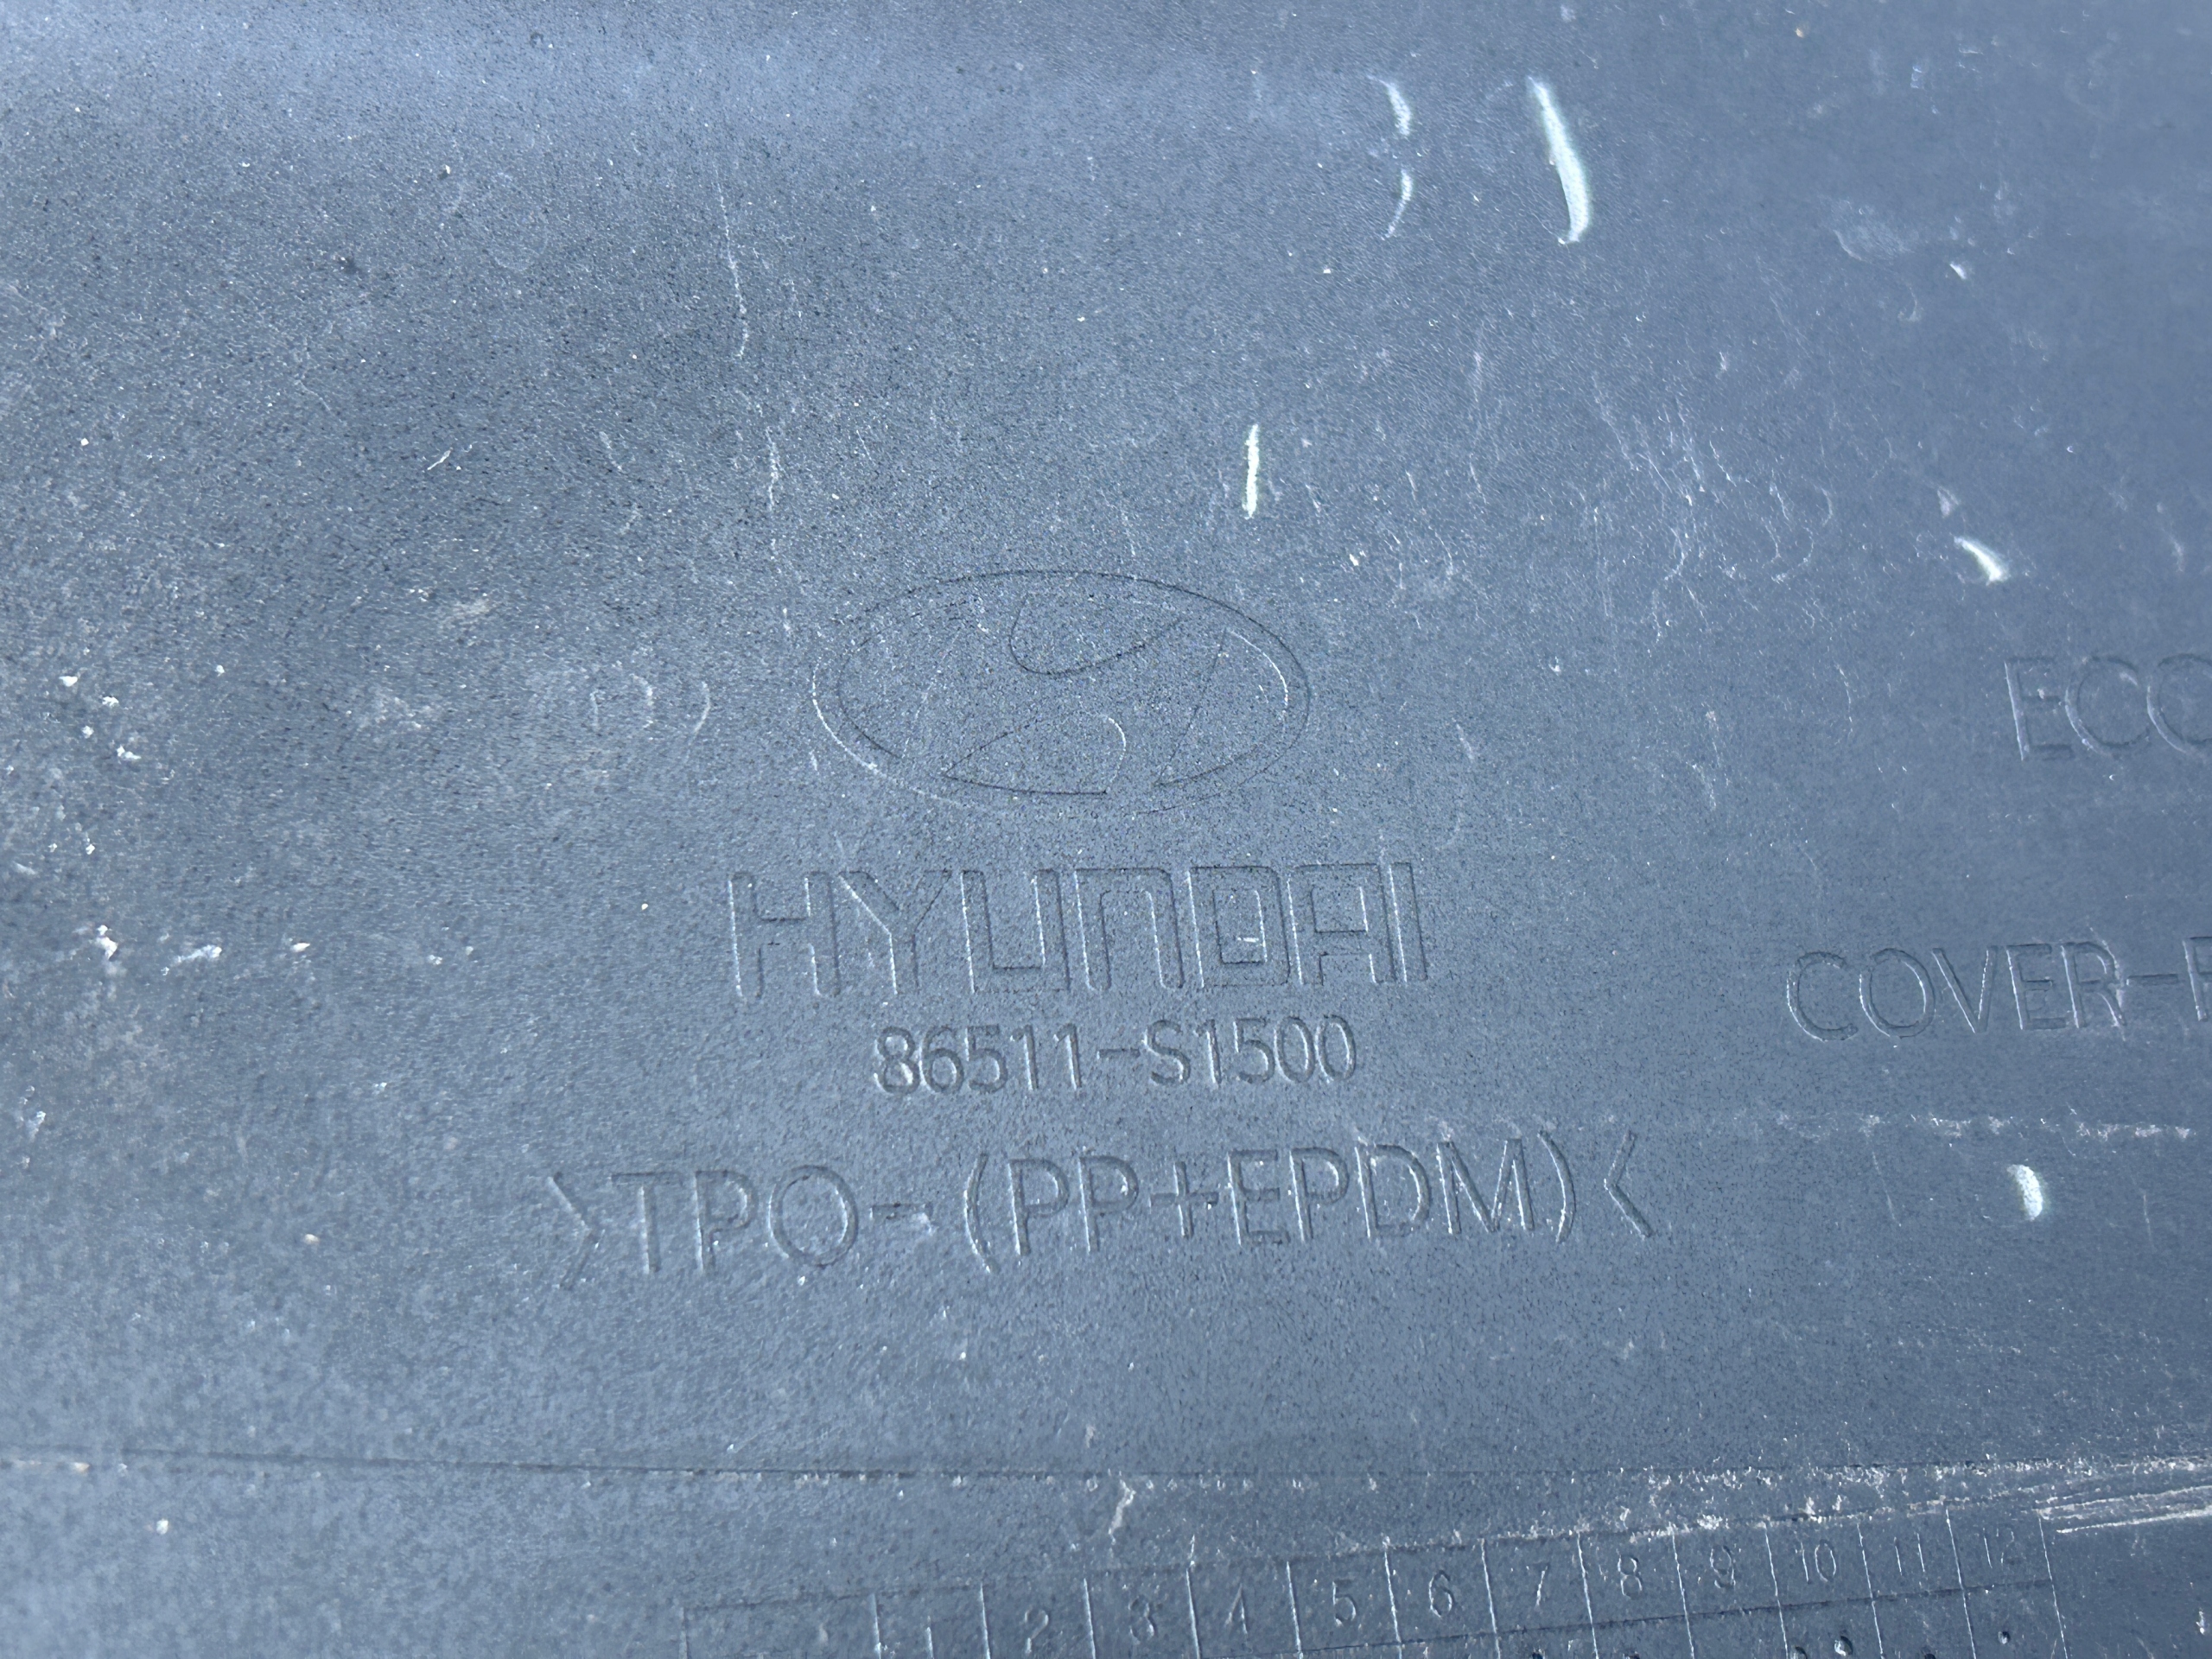 HYUNDAI
86511-S1500
>TPO-(PP+EPDM)<
ECO
COVER-F
1 2 3 4 5 6 7 8 9 10 11 12